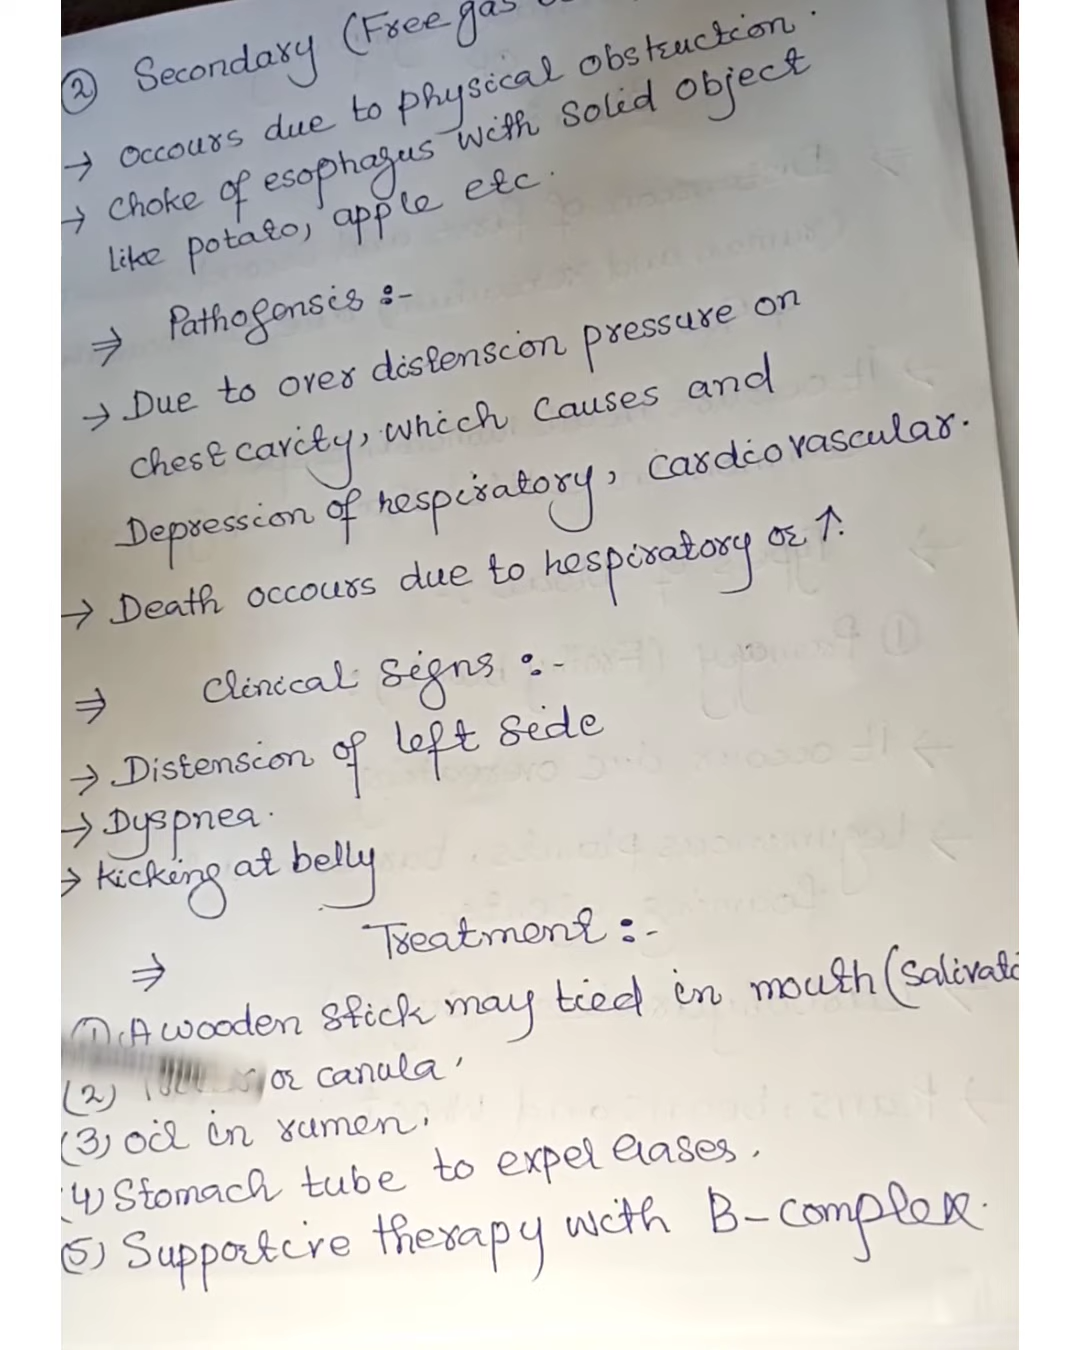 ② Secondary (Free gas
→ occours due to physical obstruction.
→ choke of esophagus with solid object
like potato, apple etc.
⇒ Pathogensis :-
→ Due to over distension pressure on
chest cavity, which causes and
Depression of respiratory, cardiovascular.
→ Death occours due to respiratory or ↑.
⇒ Clinical signs :-
→ Distension of left side
→ Dyspnea.
→ kicking at belly
⇒ Treatment :-
(1) A wooden stick may tied in mouth (Salivat
(2) or canula.
(3) oil in rumen.
(4) Stomach tube to expel Gases.
(5) Supportive therapy with B-complex.